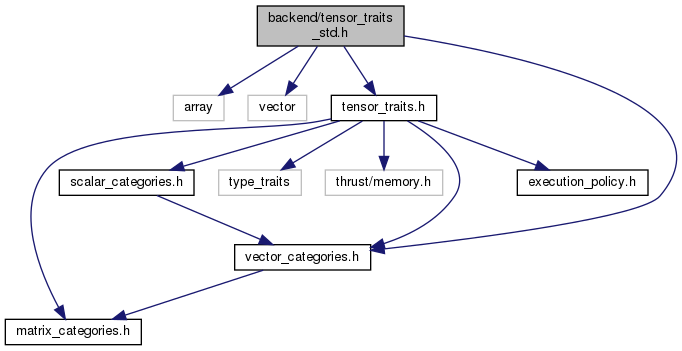 backend/tensor_traits
_std.h
array
vector
tensor_traits.h
scalar_categories.h
type_traits
thrust/memory.h
execution_policy.h
vector_categories.h
matrix_categories.h